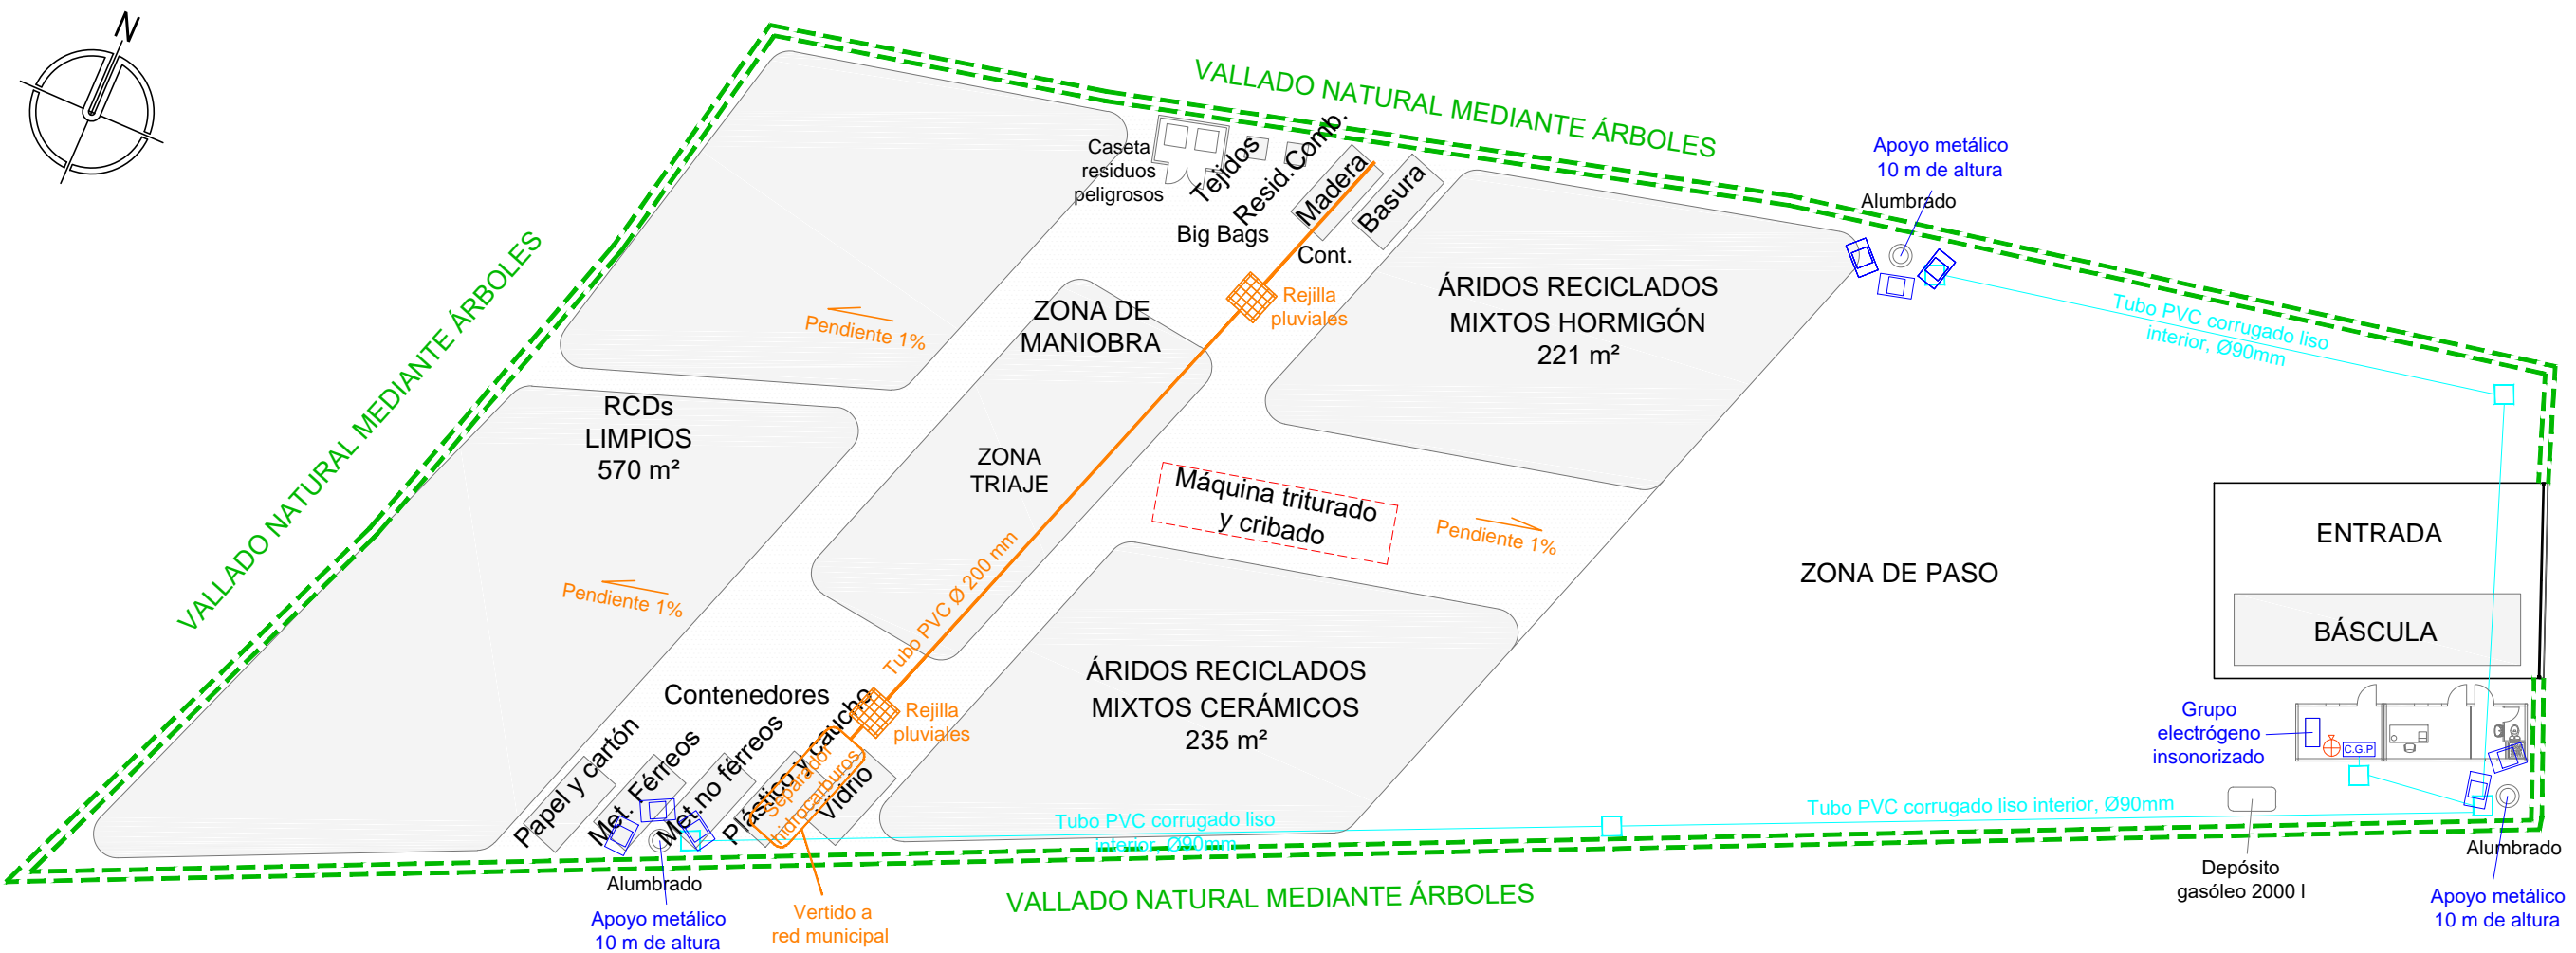 N
VALLADO NATURAL MEDIANTE ÁRBOLES
VALLADO NATURAL MEDIANTE ÁRBOLES
Caseta
residuos
peligrosos
Tejidos
Resid.Comb.
Madera
Basura
Big Bags
Cont.
Apoyo metálico
10 m de altura
Alumbrado
Rejilla
pluviales
ZONA DE
MANIOBRA
Pendiente 1%
ÁRIDOS RECICLADOS
MIXTOS HORMIGÓN
221 m²
Tubo PVC corrugado liso
interior, Ø90mm
RCDs
LIMPIOS
570 m²
ZONA
TRIAJE
Máquina triturado
y cribado
Pendiente 1%
Pendiente 1%
ZONA DE PASO
ENTRADA
BÁSCULA
Tubo PVC Ø 200 mm
ÁRIDOS RECICLADOS
MIXTOS CERÁMICOS
235 m²
Contenedores
Papel y cartón
Met. Férreos
Met.no férreos
Plástico y caucho
Vidrio
Separador
hidrocarburos
Rejilla
pluviales
Grupo
electrógeno
insonorizado
C.G.P
Tubo PVC corrugado liso
interior, Ø90mm
Tubo PVC corrugado liso interior, Ø90mm
Depósito
gasóleo 2000 l
Alumbrado
Apoyo metálico
10 m de altura
Alumbrado
Apoyo metálico
10 m de altura
Vertido a
red municipal
VALLADO NATURAL MEDIANTE ÁRBOLES